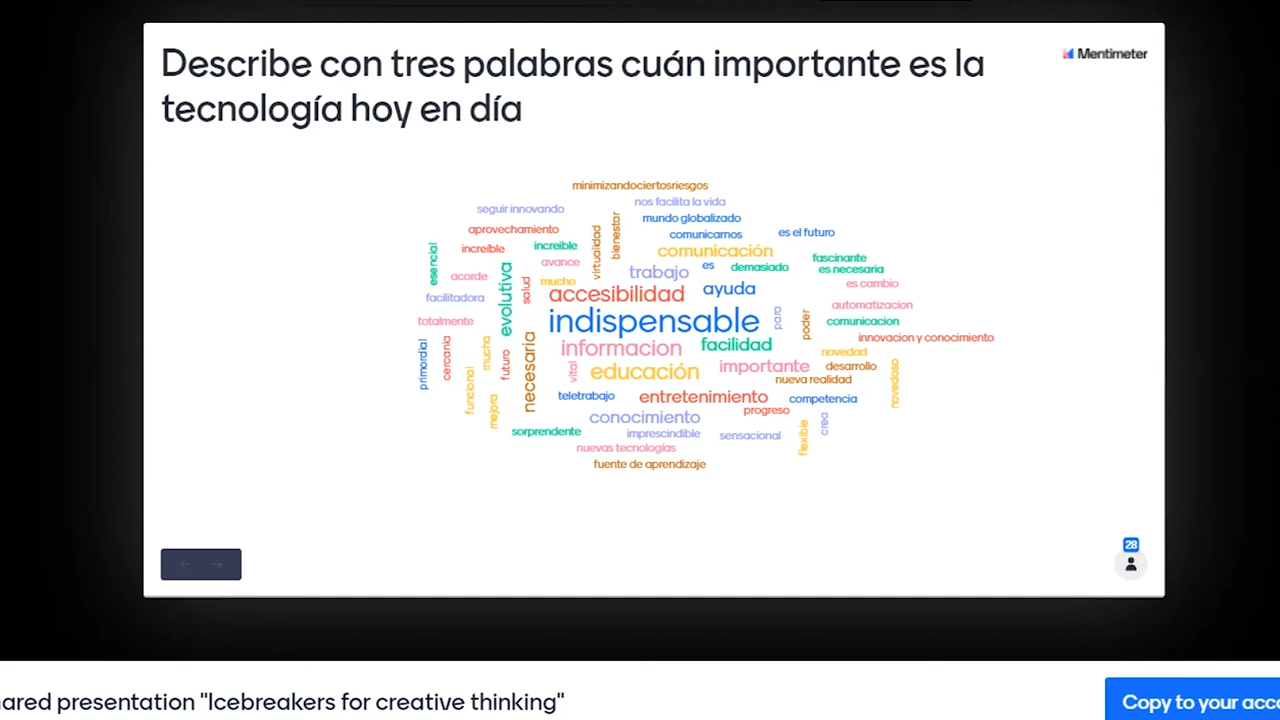 Describe con tres palabras cuán importante es la
tecnología hoy en día
Mentimeter
minimizandociertosriesgos
seguir innovando
nos facilita la vida
mundo globalizado
aprovechamiento
comunicarnos
es el futuro
virtualidad
bienestar
esencial
increíble
increible
comunicación
fascinante
avance
trabajo
es
demasiado
es necesaria
acorde
evolutiva
salud
mucho
es cambio
facilitadora
accesibilidad
ayuda
automatizacion
totalmente
indispensable
para
poder
comunicacion
innovacion y conocimiento
primordial
cercania
mucha
futuro
necesaria
informacion
facilidad
novedad
vital
educación
importante
desarrollo
nueva realidad
novedoso
funcional
mejora
teletrabajo
entretenimiento
competencia
progreso
conocimiento
flexible
crea
sorprendente
imprescindible
sensacional
nuevas tecnologías
fuente de aprendizaje
28
ared presentation "Icebreakers for creative thinking"
Copy to your acc